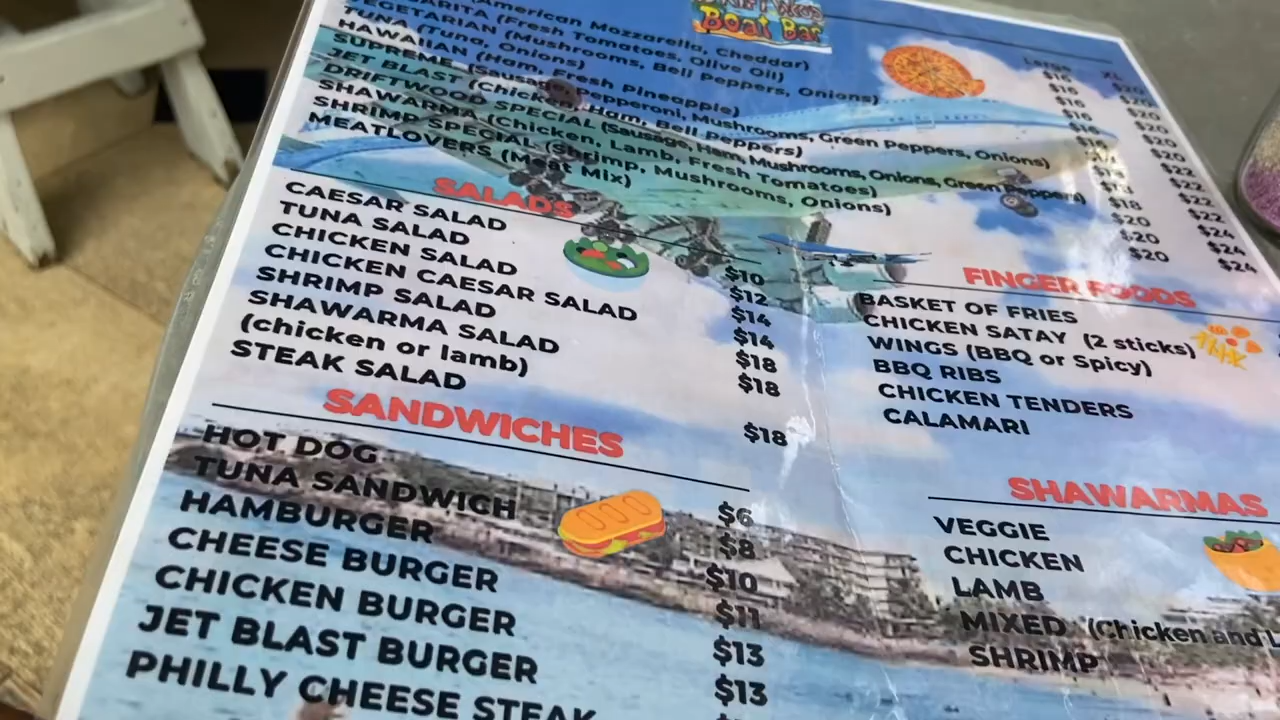 Boat Bar
(American Mozzarella, Cheddar)
(Fresh Tomatoes, Olive Oil)
VEGETARIAN (Mushrooms, Bell Peppers, Onions)
TUNA (Tuna, Onions)
HAWAIIAN (Ham, Fresh Pineapple)
SUPREME (Sausage, Pepperoni, Mushrooms, Green Peppers, Onions)
JET BLAST (Chicken, Ham, Bell Peppers)
DRIFTWOOD SPECIAL (Sausage, Ham, Mushrooms, Onions, Green Peppers)
SHAWARMA (Chicken, Lamb, Fresh Tomatoes)
SHRIMP SPECIAL (Shrimp, Mushrooms, Onions)
MEATLOVERS (Meat Mix)
Large XL
$16 $20
$16 $20
$16 $20
$16 $20
$22
$22
$18 $22
$20 $24
$20 $24
$20 $24
SALADS
CAESAR SALAD $10
TUNA SALAD $12
CHICKEN SALAD $14
CHICKEN CAESAR SALAD $14
SHRIMP SALAD $18
SHAWARMA SALAD $18
(chicken or lamb)
STEAK SALAD $18
SANDWICHES
HOT DOG $6
TUNA SANDWICH $8
HAMBURGER $10
CHEESE BURGER $11
CHICKEN BURGER $13
JET BLAST BURGER $13
PHILLY CHEESE STEAK
FINGER FOODS
BASKET OF FRIES
CHICKEN SATAY (2 sticks)
WINGS (BBQ or Spicy)
BBQ RIBS
CHICKEN TENDERS
CALAMARI
SHAWARMAS
VEGGIE
CHICKEN
LAMB
MIXED (Chicken and L
SHRIMP